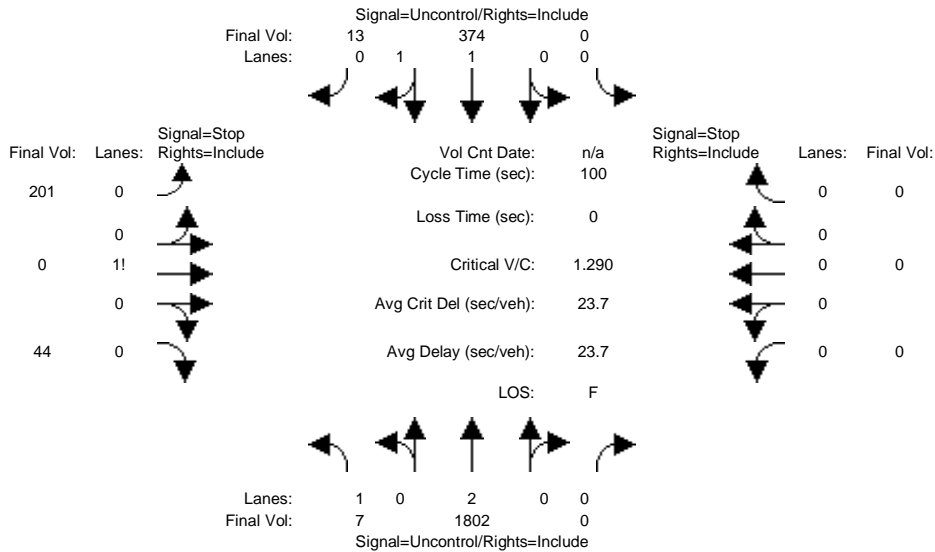 Signal=Uncontrol/Rights=Include
Final Vol: 13 374 0
Lanes: 0 1 1 0 0
Signal=Stop Signal=Stop
Final Vol: Lanes: Rights=Include Vol Cnt Date: n/a Rights=Include Lanes: Final Vol:
Cycle Time (sec): 100
201 0 0 0
Loss Time (sec): 0
0 0
0 1! Critical V/C: 1.290 0 0
0 Avg Crit Del (sec/veh): 23.7 0
44 0 Avg Delay (sec/veh): 23.7 0 0
LOS: F
Lanes: 1 0 2 0 0
Final Vol: 7 1802 0
Signal=Uncontrol/Rights=Include